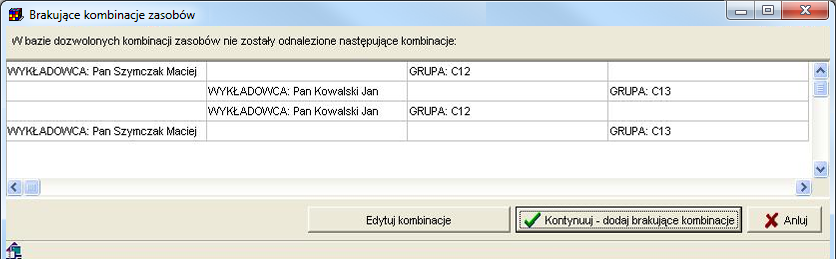 Brakujące kombinacje zasobów
W bazie dozwolonych kombinacji zasobów nie zostały odnalezione następujące kombinacje:
WYKŁADOWCA: Pan Szymczak Maciej GRUPA: C12
WYKŁADOWCA: Pan Kowalski Jan GRUPA: C13
WYKŁADOWCA: Pan Kowalski Jan GRUPA: C12
WYKŁADOWCA: Pan Szymczak Maciej GRUPA: C13
Edytuj kombinacje Kontynuuj - dodaj brakujące kombinacje Anluj